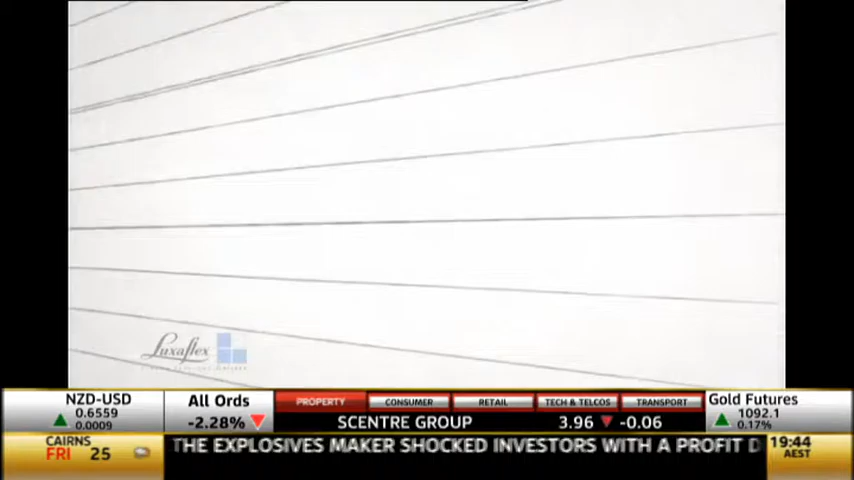 Luxaflex
NZD-USD
0.6559
0.0009
All Ords
-2.28%
PROPERTY
CONSUMER
RETAIL
TECH & TELCOS
TRANSPORT
SCENTRE GROUP 3.96 -0.06
Gold Futures
1092.1
0.17%
CAIRNS
FRI 25
THE EXPLOSIVES MAKER SHOCKED INVESTORS WITH A PROFIT D
19:44
AEST